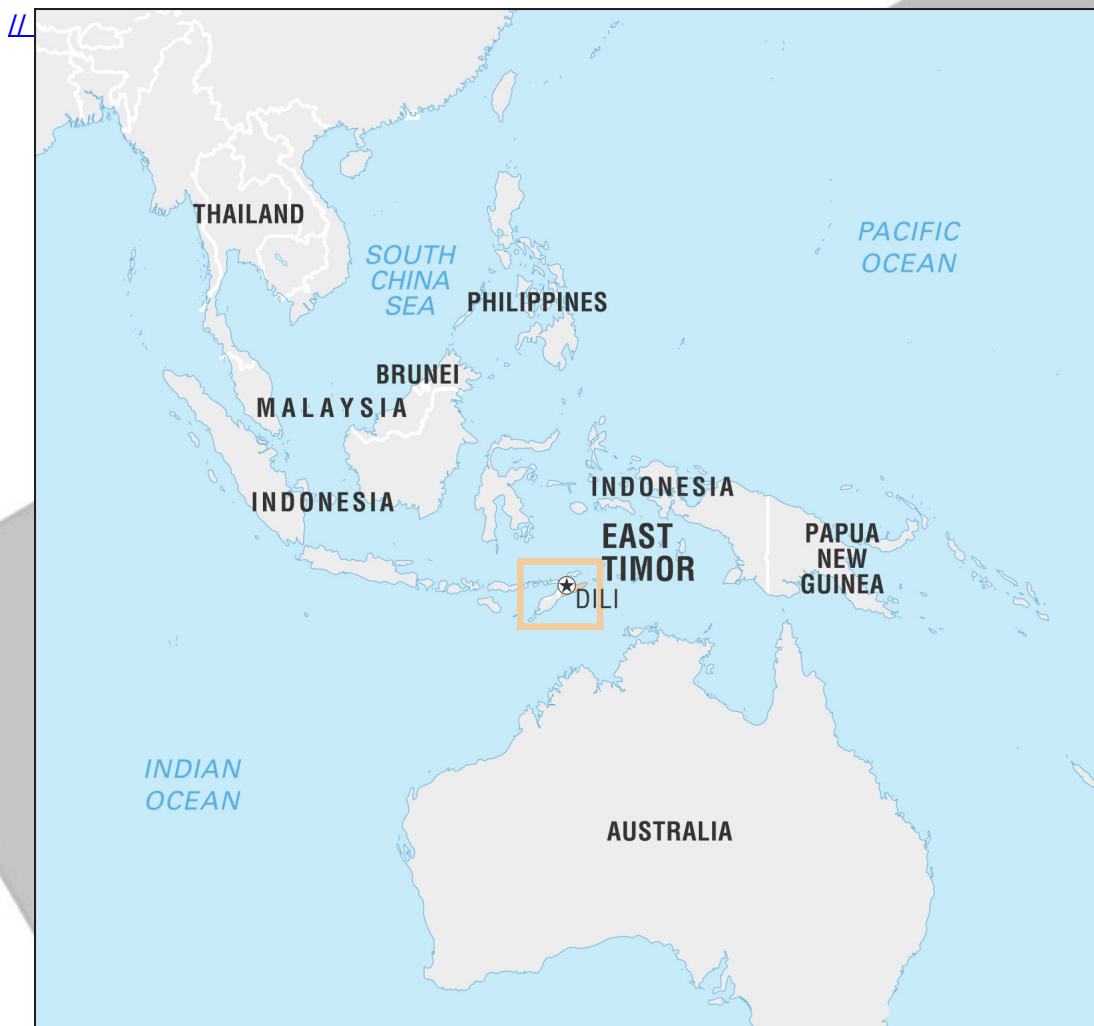 //
THAILAND
SOUTH
CHINA
SEA
PACIFIC
OCEAN
PHILIPPINES
BRUNEI
MALAYSIA
INDONESIA
INDONESIA
EAST
TIMOR
PAPUA
NEW
GUINEA
DILI
INDIAN
OCEAN
AUSTRALIA